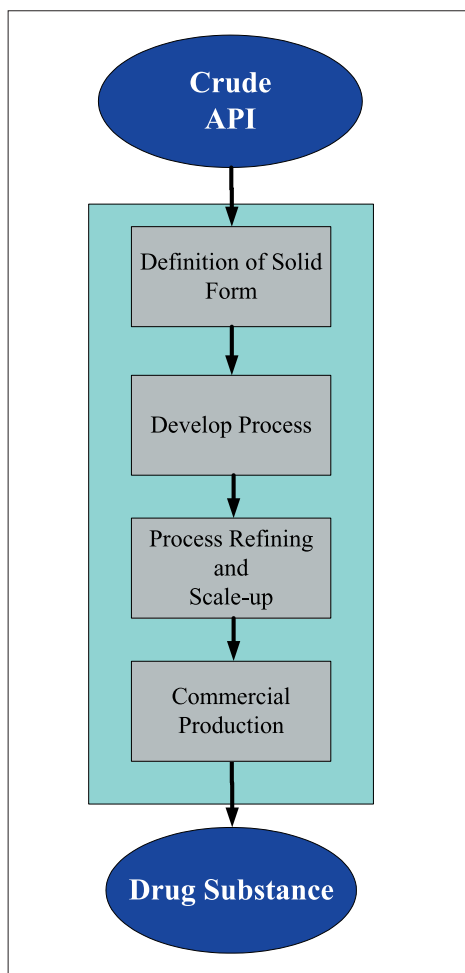 Crude
API
Definition of Solid
Form
Develop Process
Process Refining
and
Scale-up
Commercial
Production
Drug Substance